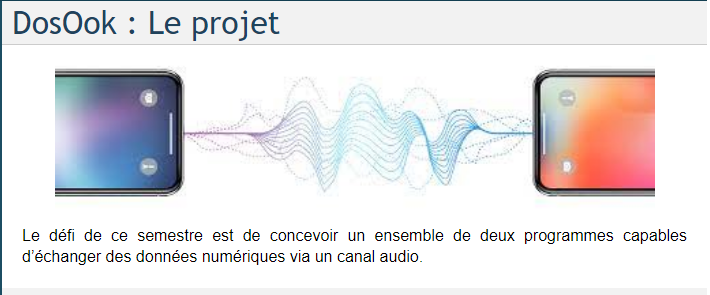 DosOok : Le projet
Le défi de ce semestre est de concevoir un ensemble de deux programmes capables
d'échanger des données numériques via un canal audio.